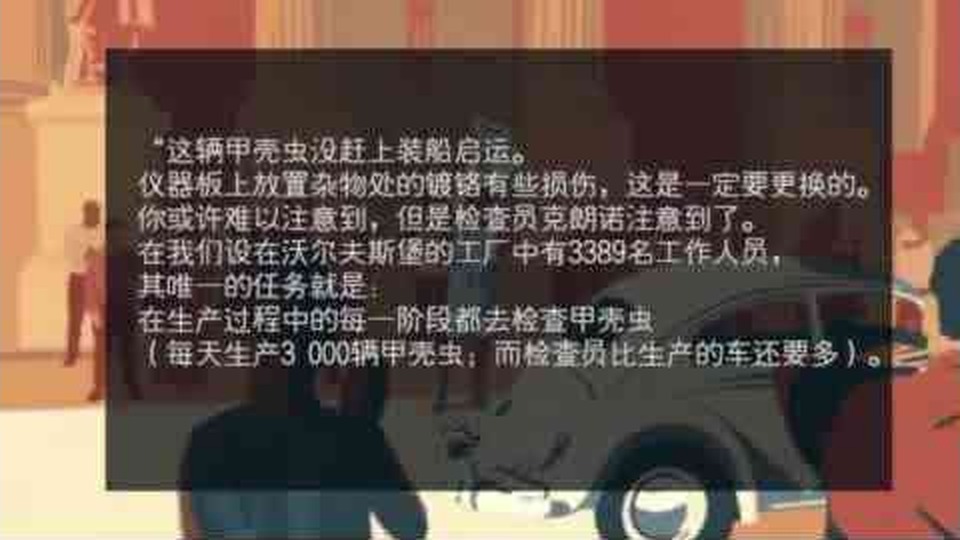 “这辆甲壳虫没赶上装船启运。
仪器板上放置杂物处的镀铬有些损伤，这是一定要更换的。
你或许难以注意到，但是检查员克朗诺注意到了。
在我们设在沃尔夫斯堡的工厂中有3389名工作人员，
其唯一的任务就是：
在生产过程中的每一阶段都去检查甲壳虫
（每天生产3 000辆甲壳虫；而检查员比生产的车还要多）。